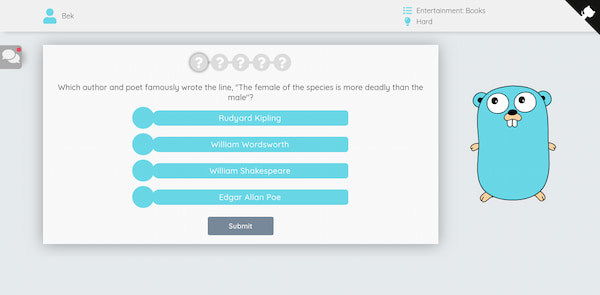 Bek
Entertainment: Books
Hard
? ? ? ? ?
Which author and poet famously wrote the line, "The female of the species is more deadly than the
male"?
Rudyard Kipling
William Wordsworth
William Shakespeare
Edgar Allan Poe
Submit